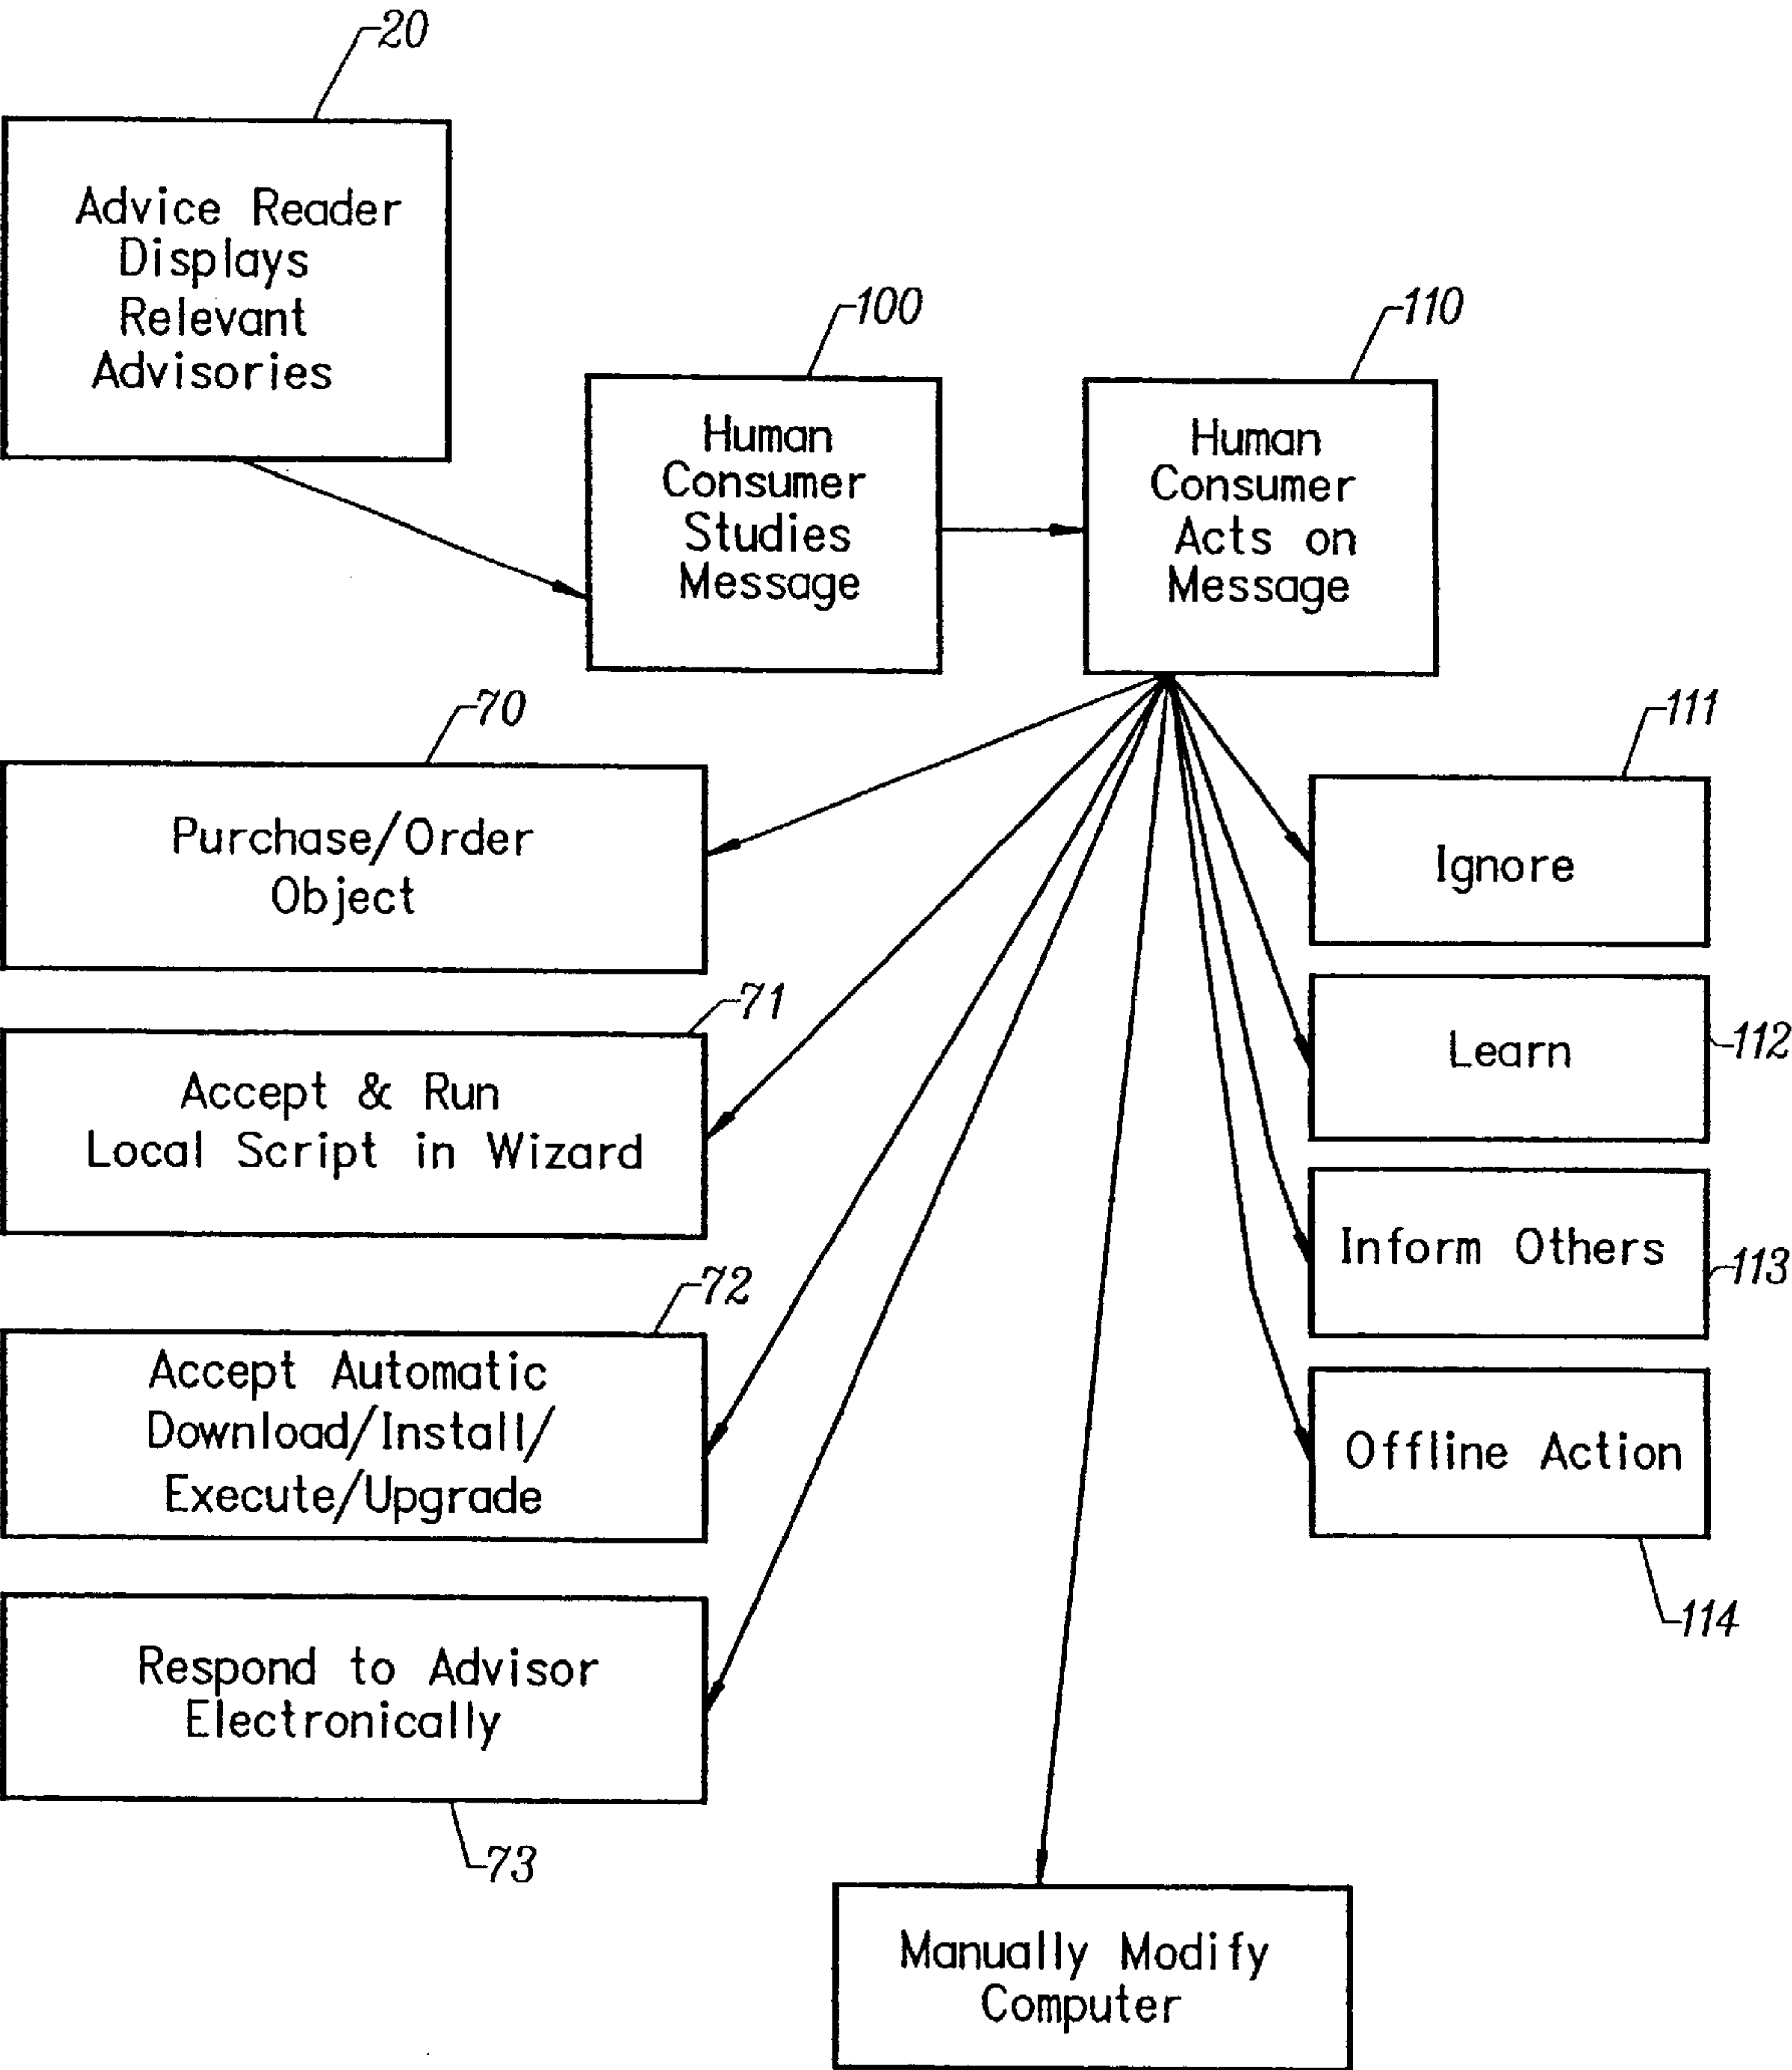 20
Advice Reader
Displays
Relevant
Advisories
100
Human
Consumer
Studies
Message
110
Human
Consumer
Acts on
Message
70
Purchase/Order
Object
71
Accept & Run
Local Script in Wizard
72
Accept Automatic
Download/Install/
Execute/Upgrade
Respond to Advisor
Electronically
73
111
Ignore
Learn
112
Inform Others
113
Offline Action
114
Manually Modify
Computer